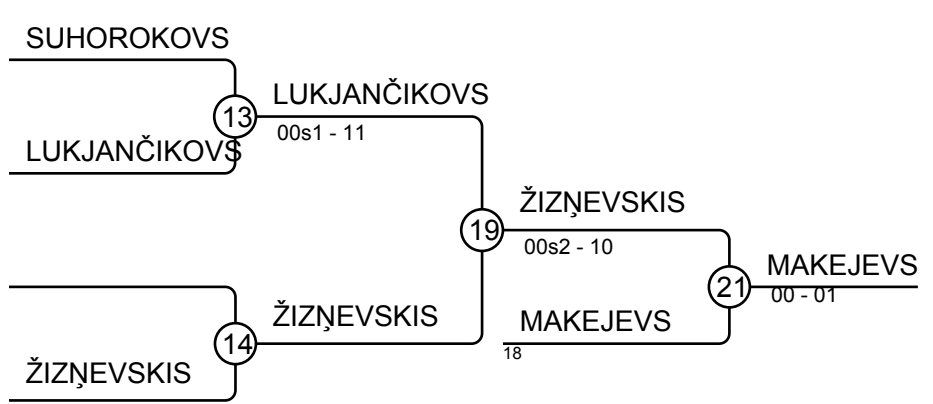 SUHOROKOVS
13
LUKJANČIKOVS
00s1 - 11
LUKJANČIKOVS
19
ŽIZŅEVSKIS
00s2 - 10
21
MAKEJEVS
00 - 01
14
ŽIZŅEVSKIS
MAKEJEVS
18
ŽIZŅEVSKIS